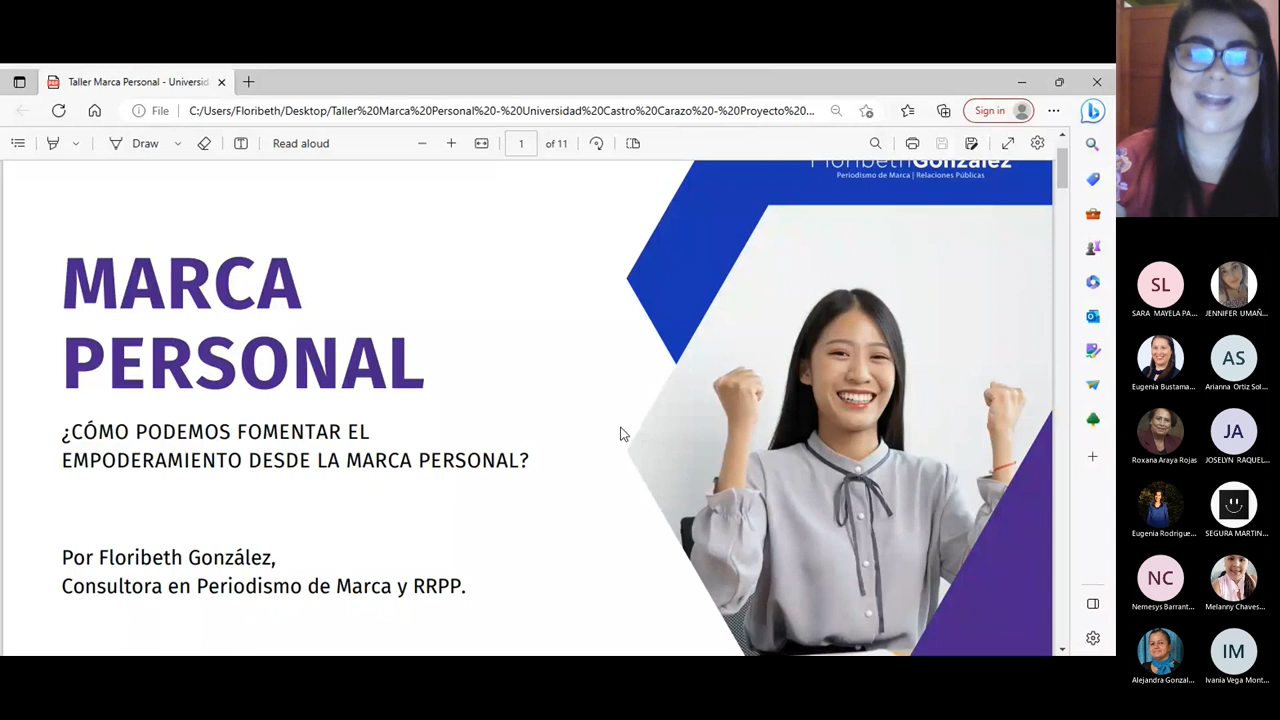 Taller Marca Personal - Universid
File
C:/Users/Floribeth/Desktop/Taller%20Marca%20Personal%20-%20Universidad%20Castro%20Carazo%20-%20Proyecto%20...
Sign in
Draw
Read aloud
1 of 11
FloribethGonzález
Periodismo de Marca | Relaciones Públicas
MARCA
PERSONAL
¿CÓMO PODEMOS FOMENTAR EL
EMPODERAMIENTO DESDE LA MARCA PERSONAL?
Por Floribeth González,
Consultora en Periodismo de Marca y RRPP.
SL
SARA MAYELA PA...
JENNIFER UMAÑ...
Eugenia Bustama...
AS
Arianna Ortiz Sol...
Roxana Araya Rojas
JA
JOSELYN RAQUEL...
Eugenia Rodrigue...
SEGURA MARTIN...
NC
Nemesys Barrant...
Melanny Chaves...
Alejandra Gonzal...
IM
Ivania Vega Mont...